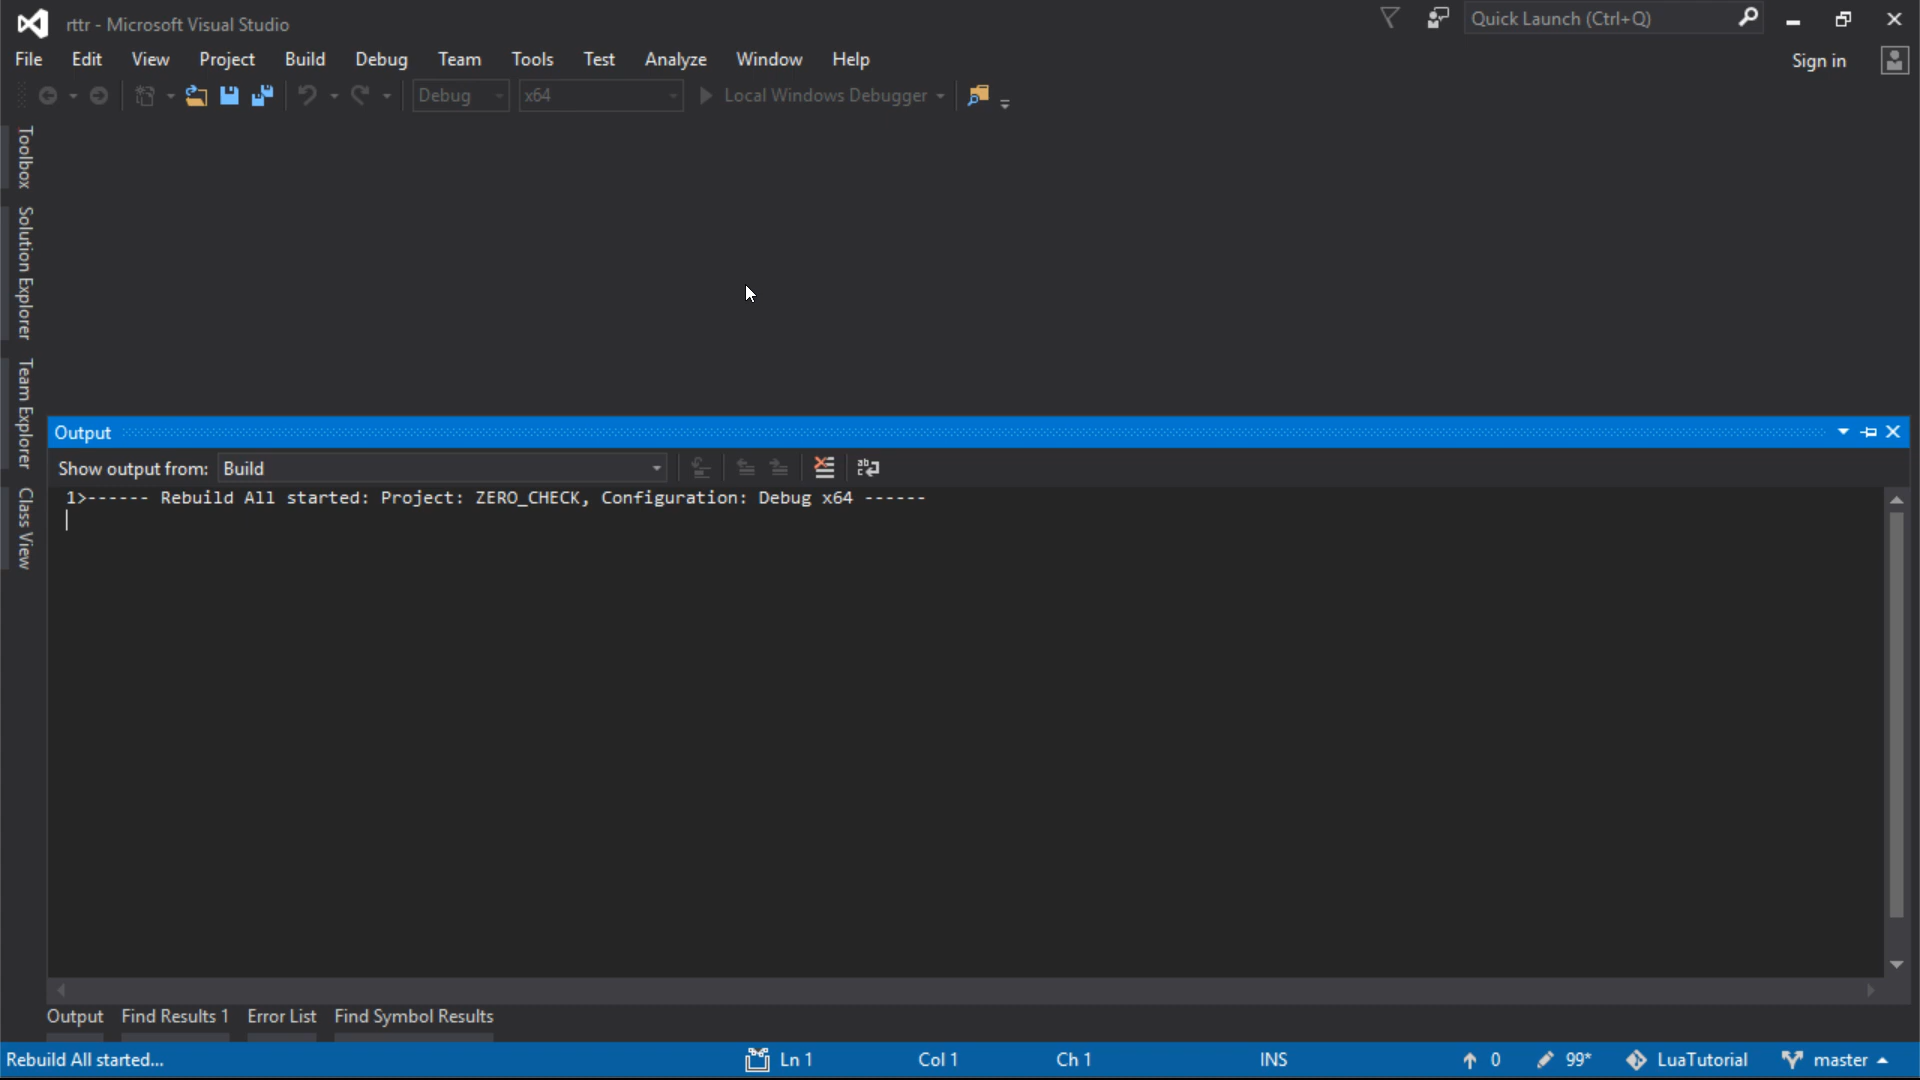 rttr - Microsoft Visual Studio
Quick Launch (Ctrl+Q)
File Edit View Project Build Debug Team Tools Test Analyze Window Help
Sign in
Debug x64 Local Windows Debugger
Toolbox
Solution Explorer
Team Explorer
Class View
Output
Show output from: Build
1>------ Rebuild All started: Project: ZERO_CHECK, Configuration: Debug x64 ------
Output Find Results 1 Error List Find Symbol Results
Rebuild All started... Ln 1 Col 1 Ch 1 INS 0 99* LuaTutorial master